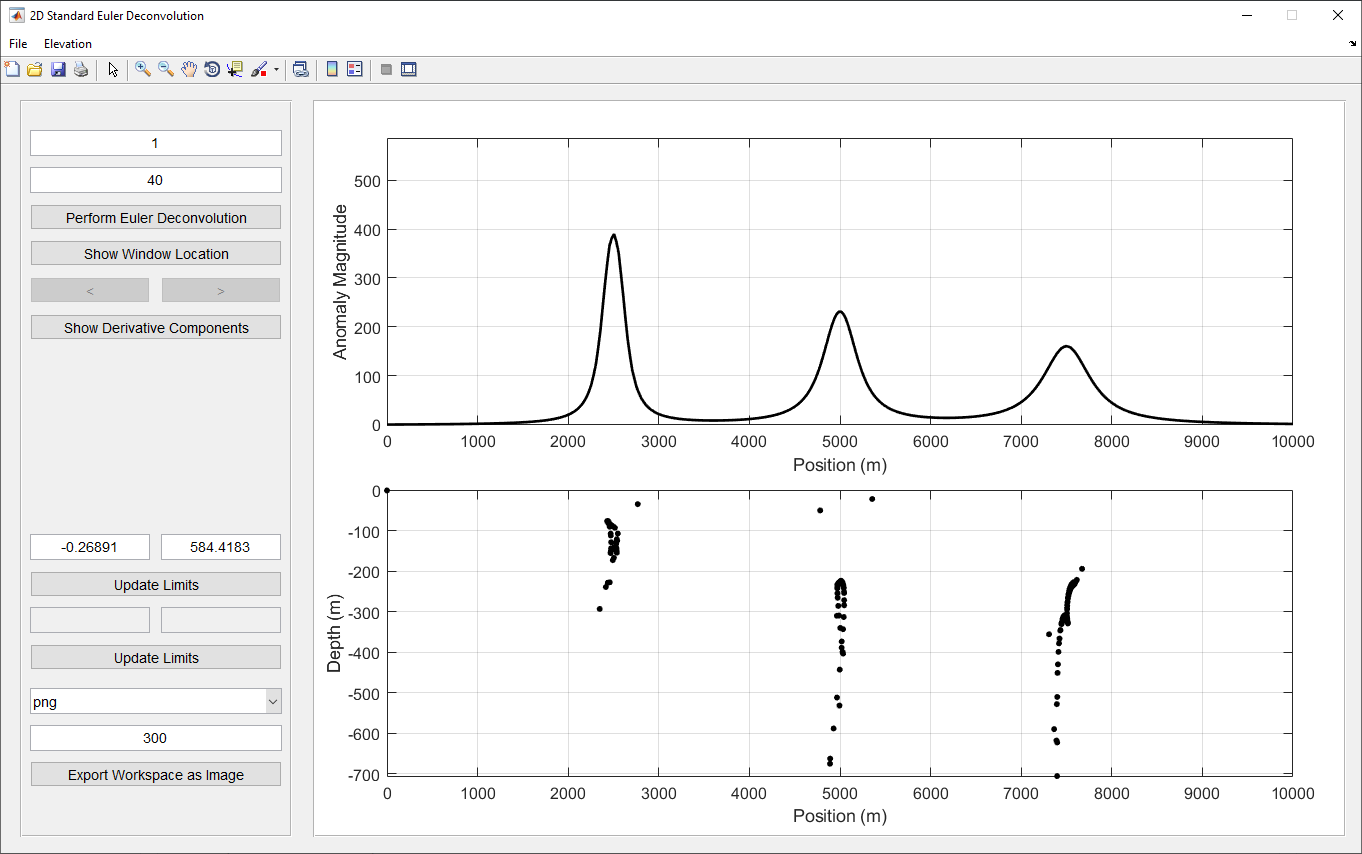 2D Standard Euler Deconvolution
File Elevation
1
40
Perform Euler Deconvolution
Show Window Location
< >
Show Derivative Components
-0.26891 584.4183
Update Limits
Update Limits
png
300
Export Workspace as Image
500
400
300
200
100
0
Anomaly Magnitude
0 1000 2000 3000 4000 5000 6000 7000 8000 9000 10000
Position (m)
0
-100
-200
-300
-400
-500
-600
-700
Depth (m)
0 1000 2000 3000 4000 5000 6000 7000 8000 9000 10000
Position (m)